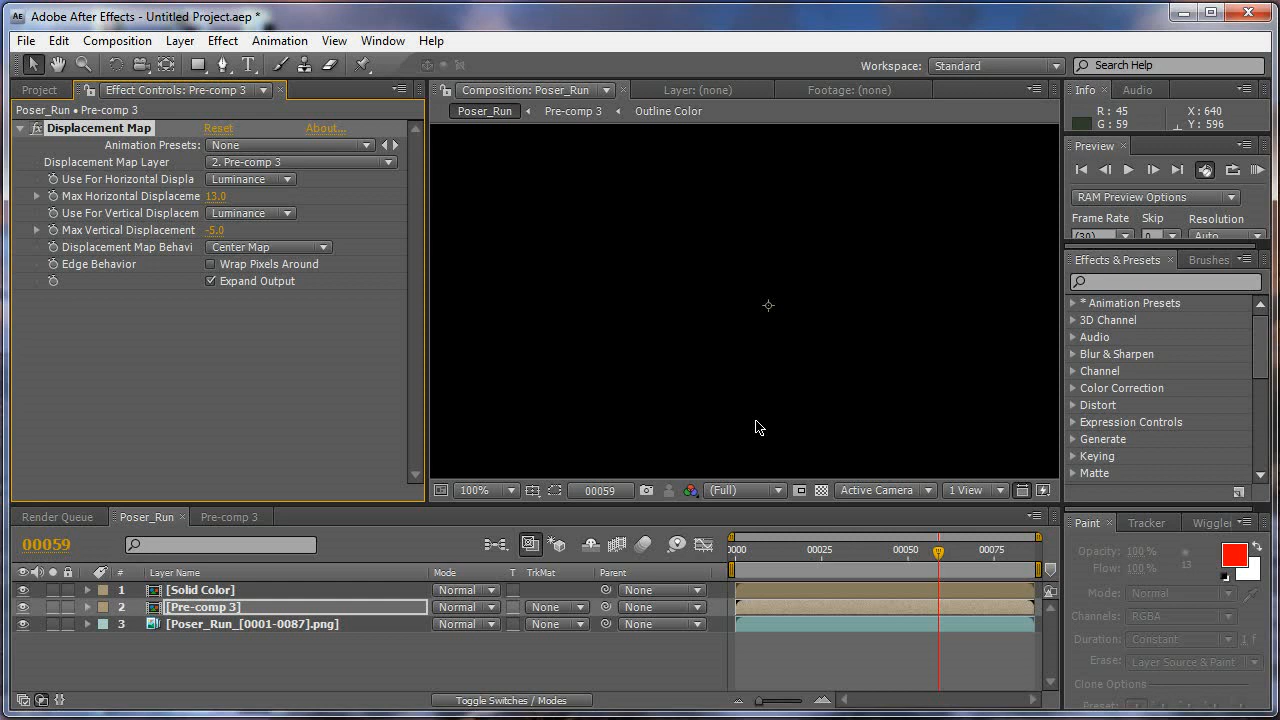 Adobe After Effects - Untitled Project.aep *
File Edit Composition Layer Effect Animation View Window Help
Workspace: Standard Search Help
Project Effect Controls: Pre-comp 3
Poser_Run • Pre-comp 3
fx Displacement Map Reset About...
Animation Presets: None
Displacement Map Layer 2. Pre-comp 3
Use For Horizontal Displa Luminance
Max Horizontal Displaceme 13.0
Use For Vertical Displacem Luminance
Max Vertical Displacement -5.0
Displacement Map Behavi Center Map
Edge Behavior Wrap Pixels Around
Expand Output
Composition: Poser_Run Layer: (none) Footage: (none)
Poser_Run Pre-comp 3 Outline Color
100% 00059 (Full) Active Camera 1 View
Info Audio
R: 45 X: 640
G: 59 Y: 596
Preview
RAM Preview Options
Frame Rate Skip Resolution
(30) 0 Auto
Effects & Presets Brushes
* Animation Presets
3D Channel
Audio
Blur & Sharpen
Channel
Color Correction
Distort
Expression Controls
Generate
Keying
Matte
Render Queue Poser_Run Pre-comp 3
00059
0000 00025 00050 00075
# Layer Name Mode T TrkMat Parent
1 [Solid Color] Normal None
2 [Pre-comp 3] Normal None None
3 [Poser_Run_[0001-0087].png] Normal None None
Toggle Switches / Modes
Paint Tracker Wiggler
Opacity: 100 %
Flow: 100 % 13
Mode: Normal
Channels: RGBA
Duration: Constant 1 f
Erase: Layer Source & Paint
Clone Options
Preset: